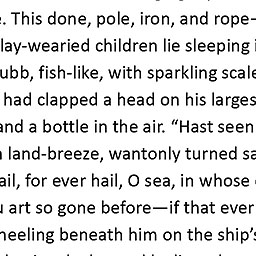 . This done, pole, iron, and rope–
lay-wearied children lie sleeping i
ubb, fish-like, with sparkling scale
had clapped a head on his larges
and a bottle in the air. “Hast seen
land-breeze, wantonly turned sa
ail, for ever hail, O sea, in whose
art so gone before—if that ever
heeling beneath him on the ship’s